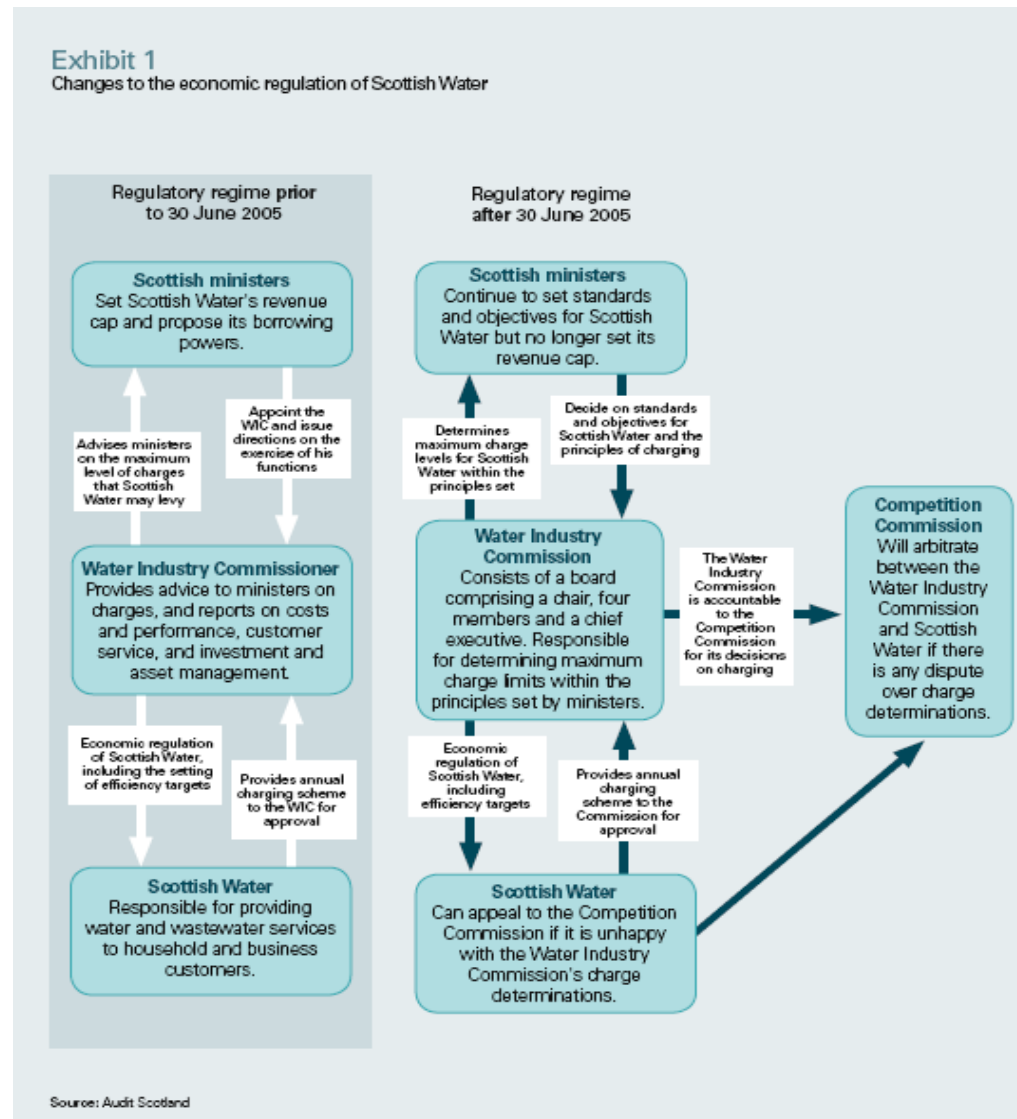 Exhibit 1
Changes to the economic regulation of Scottish Water
Regulatory regime prior
to 30 June 2005
Scottish ministers
Set Scottish Water's revenue
cap and propose its borrowing
powers.
Advises ministers
on the maximum
level of charges
that Scottish
Water may levy
Appoint the
WIC and issue
directions on the
exercise of his
functions
Water Industry Commissioner
Provides advice to ministers on
charges, and reports on costs
and performance, customer
service, and investment and
asset management.
Economic regulation
of Scottish Water,
including the setting
of efficiency targets
Provides annual
charging scheme
to the WIC for
approval
Scottish Water
Responsible for providing
water and wastewater services
to household and business
customers.
Regulatory regime
after 30 June 2005
Scottish ministers
Continue to set standards
and objectives for Scottish
Water but no longer set its
revenue cap.
Determines
maximum charge
levels for Scottish
Water within the
principles set
Decide on standards
and objectives for
Scottish Water and the
principles of charging
Water Industry
Commission
Consists of a board
comprising a chair, four
members and a chief
executive. Responsible
for determining maximum
charge limits within the
principles set by ministers.
The Water
Industry
Commission
is accountable
to the
Competition
Commission
for its decisions
on charging
Competition
Commission
Will arbitrate
between the
Water Industry
Commission
and Scottish
Water if there
is any dispute
over charge
determinations.
Economic
regulation of
Scottish Water,
including
efficiency targets
Provides annual
charging
scheme to the
Commission for
approval
Scottish Water
Can appeal to the Competition
Commission if it is unhappy
with the Water Industry
Commission's charge
determinations.
Source: Audit Scotland